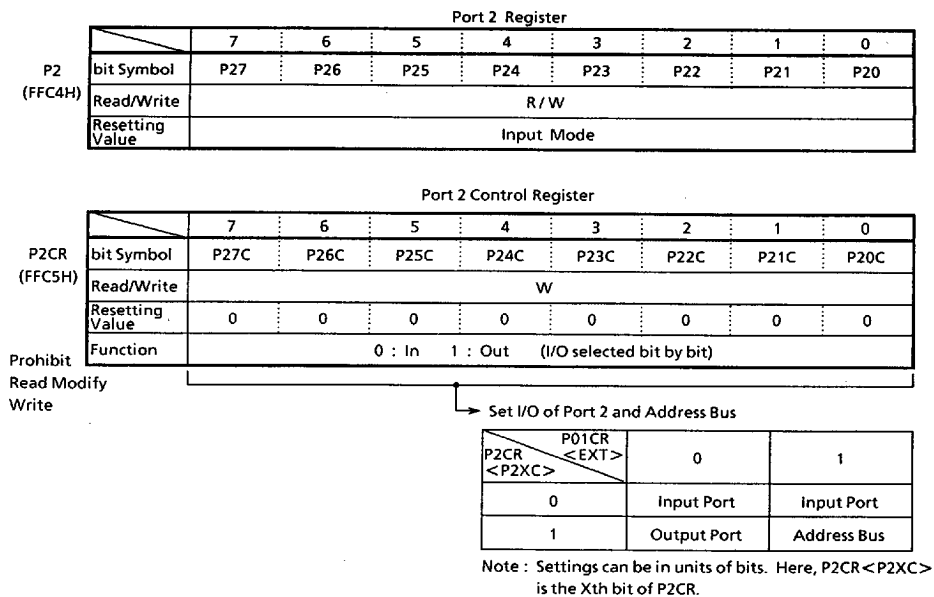 Port 2 Register
7 6 5 4 3 2 1 0
P2
(FFC4H)
bit Symbol P27 P26 P25 P24 P23 P22 P21 P20
Read/Write R / W
Resetting
Value
Input Mode
Port 2 Control Register
7 6 5 4 3 2 1 0
P2CR
(FFC5H)
bit Symbol P27C P26C P25C P24C P23C P22C P21C P20C
Read/Write W
Resetting
Value
0 0 0 0 0 0 0 0
Function 0 : In 1 : Out (I/O selected bit by bit)
Prohibit
Read Modify
Write
Set I/O of Port 2 and Address Bus
P01CR
<EXT>
P2CR
<P2XC>
0 1
0 Input Port Input Port
1 Output Port Address Bus
Note : Settings can be in units of bits. Here, P2CR<P2XC>
is the Xth bit of P2CR.